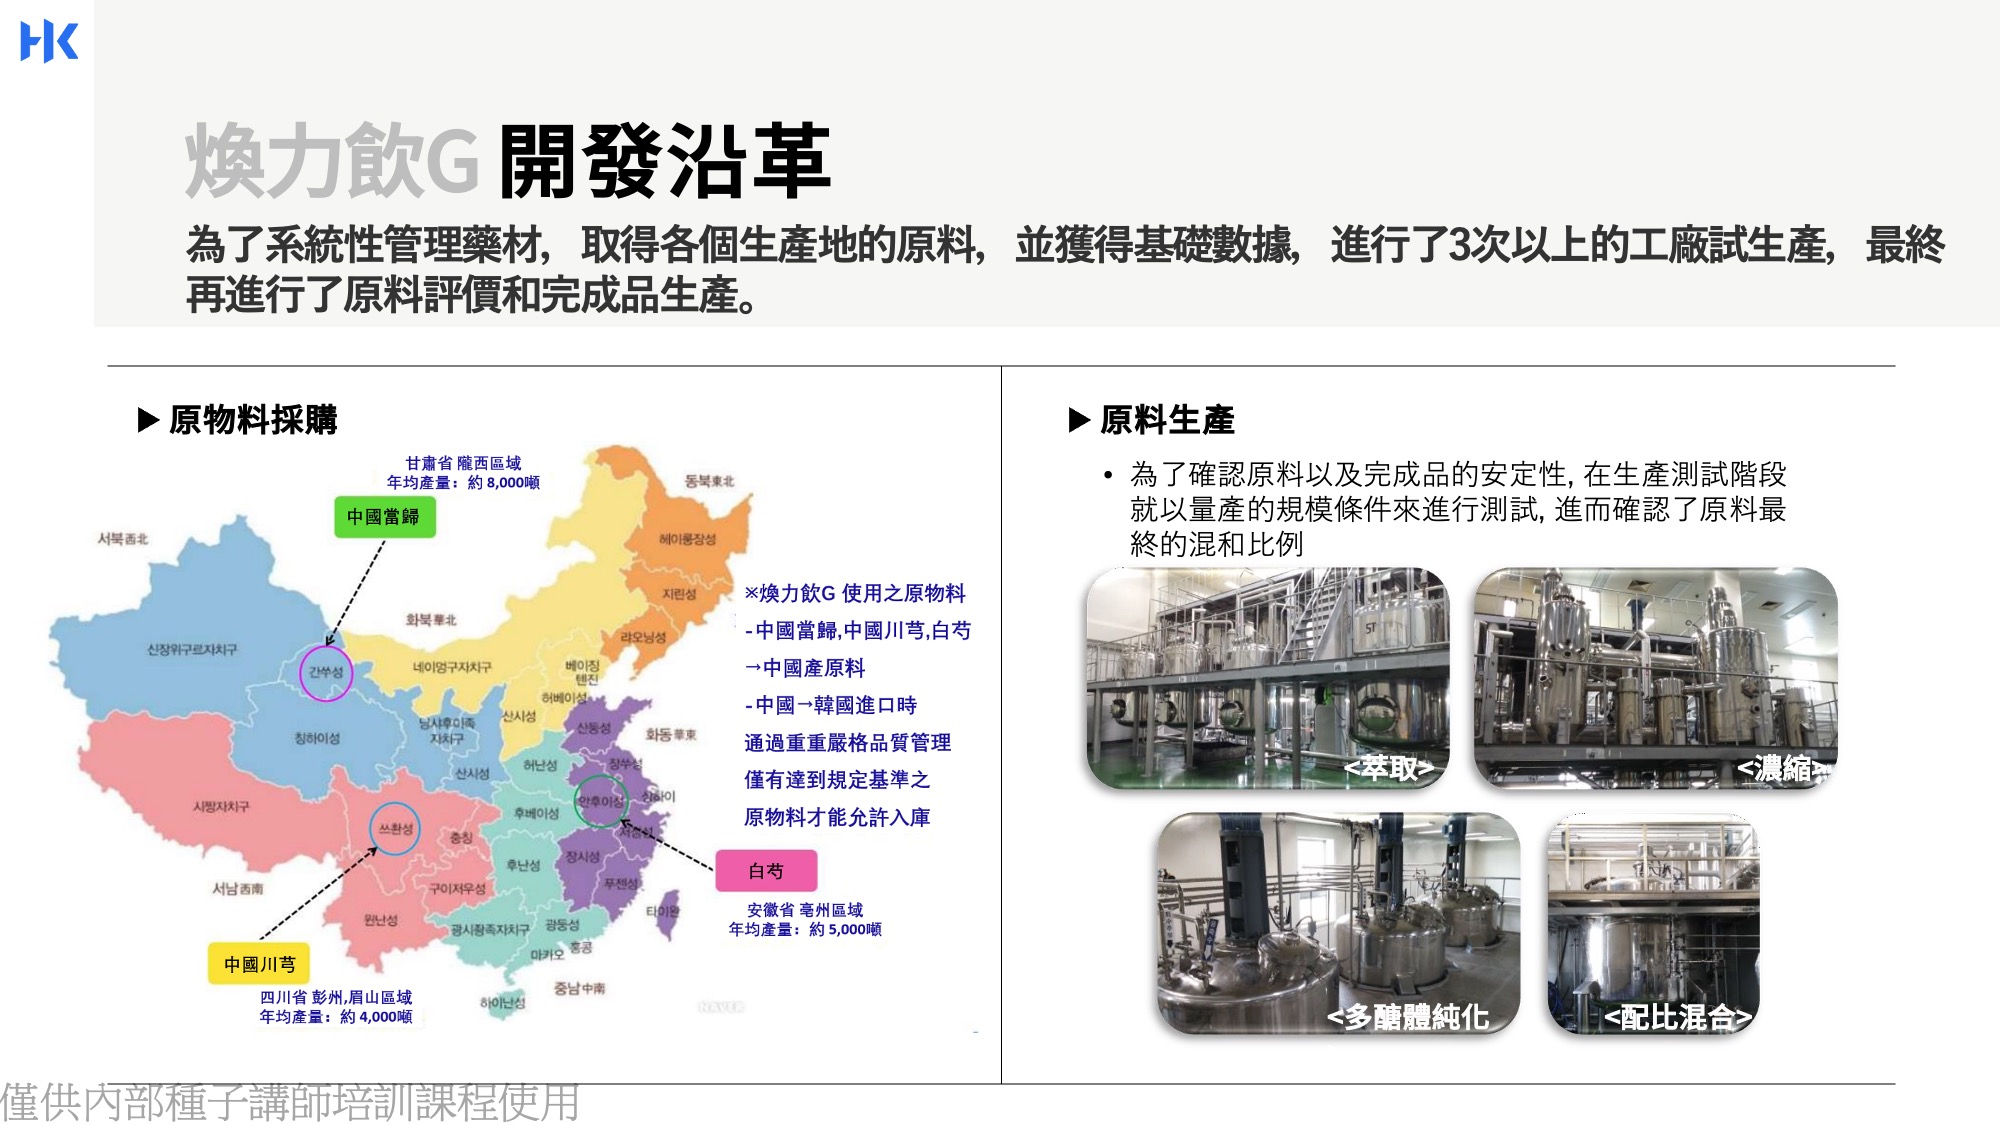 HK
煥力飲G 開發沿革
為了系統性管理藥材, 取得各個生產地的原料, 並獲得基礎數據, 進行了3次以上的工廠試生產, 最終
再進行了原料評價和完成品生產。
▶ 原物料採購
甘肅省 隴西區域
年均產量: 約 8,000噸
中國當歸
동북東北
서북西北
헤이룽장성
지린성
랴오닝성
화북華北
신장위구르자치구
간쑤성
네이멍구자치구
베이징
톈진
허베이성
산시성
닝샤후이족
자치구
산둥성
화동華東
칭하이성
산시성
허난성
장쑤성
시짱자치구
쓰촨성
충칭
후베이성
안후이성
후난성
장시성
서남西南
구이저우성
푸젠성
윈난성
광시좡족자치구
광둥성
타이완
마카오
홍콩
하이난성
중남中南
NAVER
白芍
安徽省 亳州區域
年均產量: 約 5,000噸
中國川芎
四川省 彭州,眉山區域
年均產量: 約 4,000噸
※煥力飲G 使用之原物料
-中國當歸,中國川芎,白芍
→中國產原料
-中國→韓國進口時
通過重重嚴格品質管理
僅有達到規定基準之
原物料才能允許入庫
▶ 原料生產
• 為了確認原料以及完成品的安定性, 在生產測試階段
就以量產的規模條件來進行測試, 進而確認了原料最
終的混和比例
<萃取>
<濃縮>
<多醣體純化
<配比混合>
僅供內部種子講師培訓課程使用